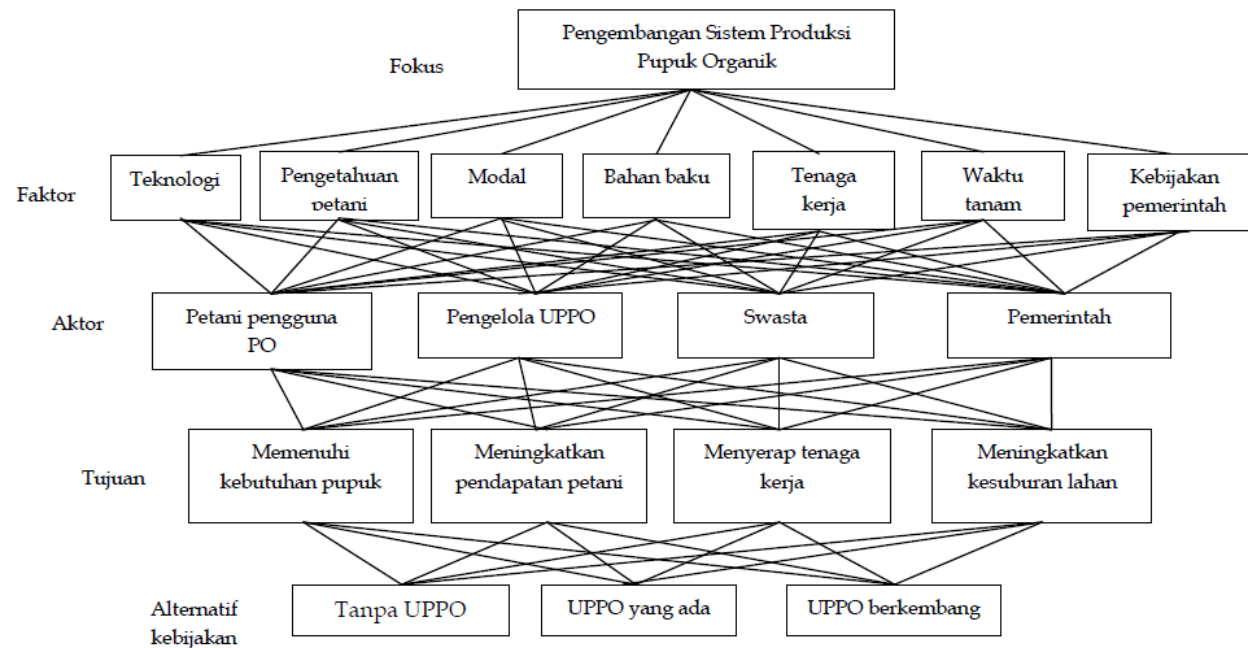 Pengembangan Sistem Produksi
Pupuk Organik
Fokus
Teknologi
Pengetahuan
petani
Modal
Bahan baku
Tenaga
kerja
Waktu
tanam
Kebijakan
pemerintah
Faktor
Aktor
Petani pengguna
PO
Pengelola UPPO
Swasta
Pemerintah
Tujuan
Memenuhi
kebutuhan pupuk
Meningkatkan
pendapatan petani
Menyerap tenaga
kerja
Meningkatkan
kesuburan lahan
Alternatif
kebijakan
Tanpa UPPO
UPPO yang ada
UPPO berkembang